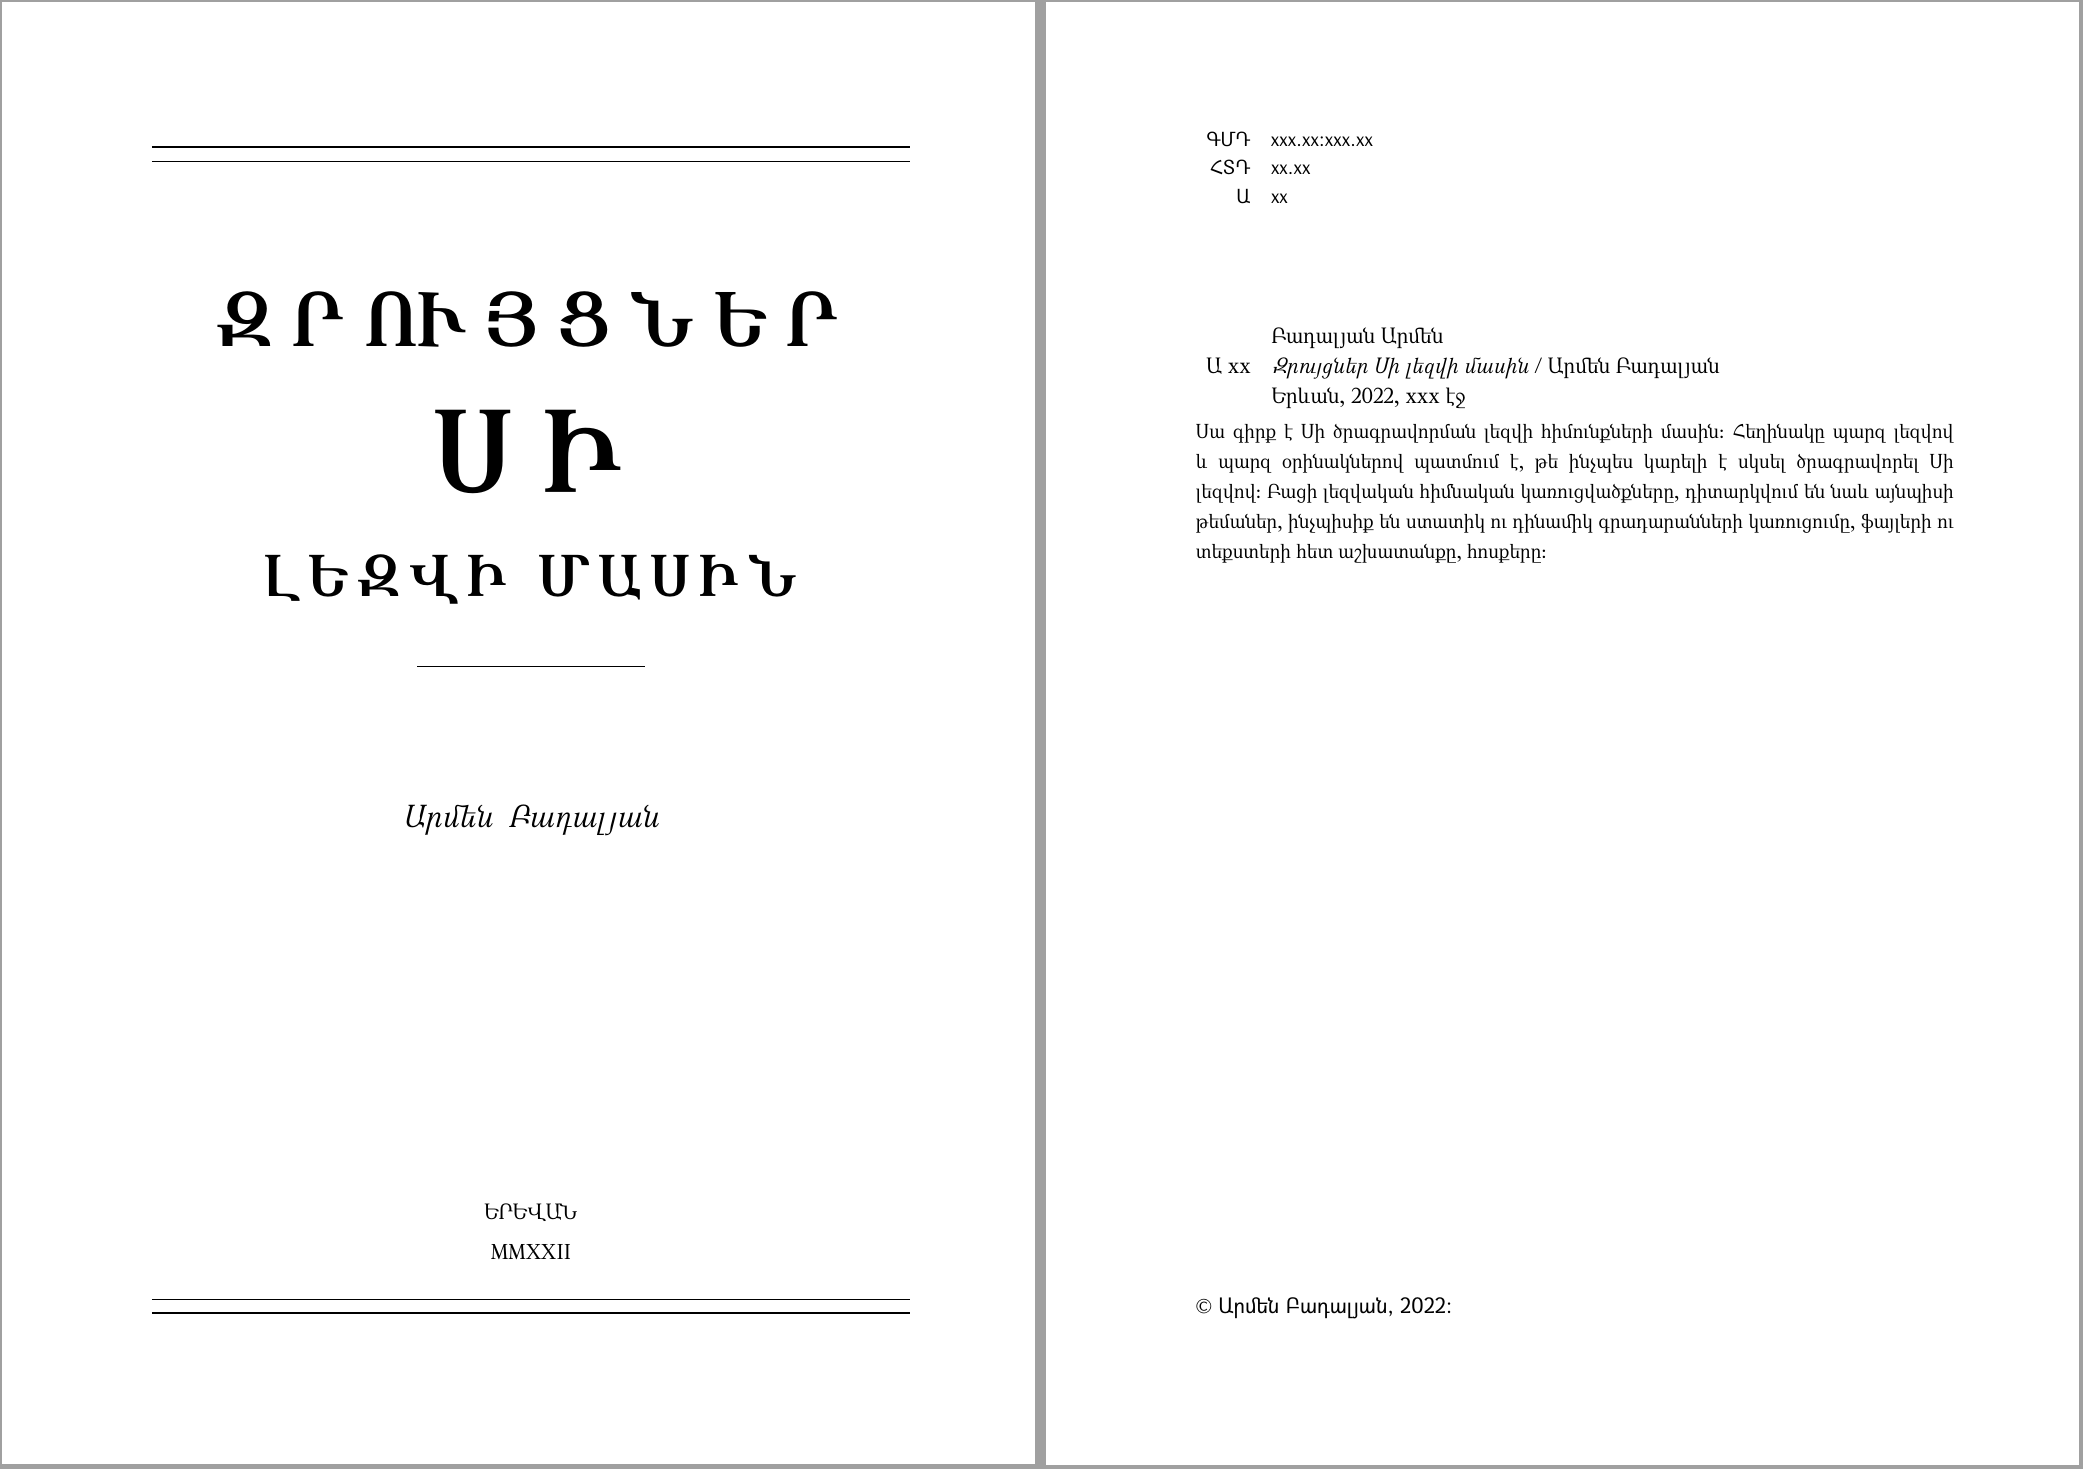 ԶՐՈՒՅՑՆԵՐ
ՍԻ
ԼԵԶՎԻ ՄԱՍԻՆ
Արմեն Բադալյան
ԵՐԵՎԱՆ
MMXXII
ԳՄԴ xxx.xx:xxx.xx
ՀՏԴ xx.xx
Ա xx
Բադալյան Արմեն
Ա xx Զրույցներ Սի լեզվի մասին / Արմեն Բադալյան
Երևան, 2022, xxx էջ
Սա գիրք է Սի ծրագրավորման լեզվի հիմունքների մասին։ Հեղինակը պարզ լեզվով
և պարզ օրինակներով պատմում է, թե ինչպես կարելի է սկսել ծրագրավորել Սի
լեզվով։ Բացի լեզվական հիմնական կառուցվածքները, դիտարկվում են նաև այնպիսի
թեմաներ, ինչպիսիք են ստատիկ ու դինամիկ գրադարանների կառուցումը, ֆայլերի ու
տեքստերի հետ աշխատանքը, հոսքերը։
© Արմեն Բադալյան, 2022։